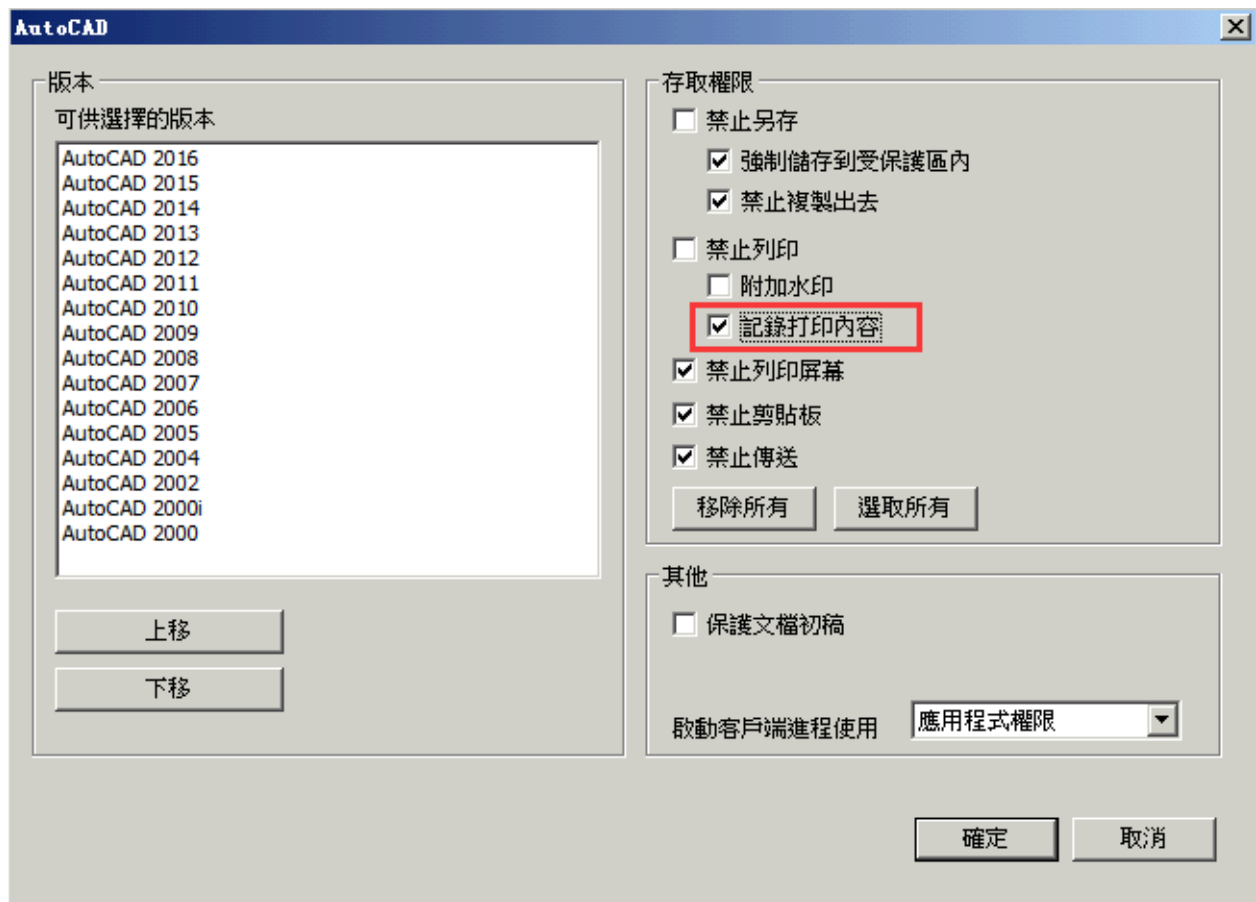 AutoCAD
版本
可供選擇的版本
AutoCAD 2016
AutoCAD 2015
AutoCAD 2014
AutoCAD 2013
AutoCAD 2012
AutoCAD 2011
AutoCAD 2010
AutoCAD 2009
AutoCAD 2008
AutoCAD 2007
AutoCAD 2006
AutoCAD 2005
AutoCAD 2004
AutoCAD 2002
AutoCAD 2000i
AutoCAD 2000
上移
下移
存取權限
禁止另存
強制儲存到受保護區內
禁止複製出去
禁止列印
附加水印
記錄打印內容
禁止列印屏幕
禁止剪貼板
禁止傳送
移除所有 選取所有
其他
保護文檔初稿
啟動客戶端進程使用 應用程式權限
確定 取消